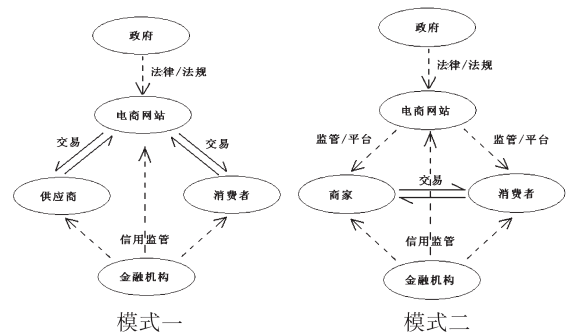 政府
法律/法规
电商网站
交易
交易
供应商
消费者
信用监管
金融机构
模式一
政府
法律/法规
电商网站
监管/平台
监管/平台
商家
交易
消费者
信用监管
金融机构
模式二